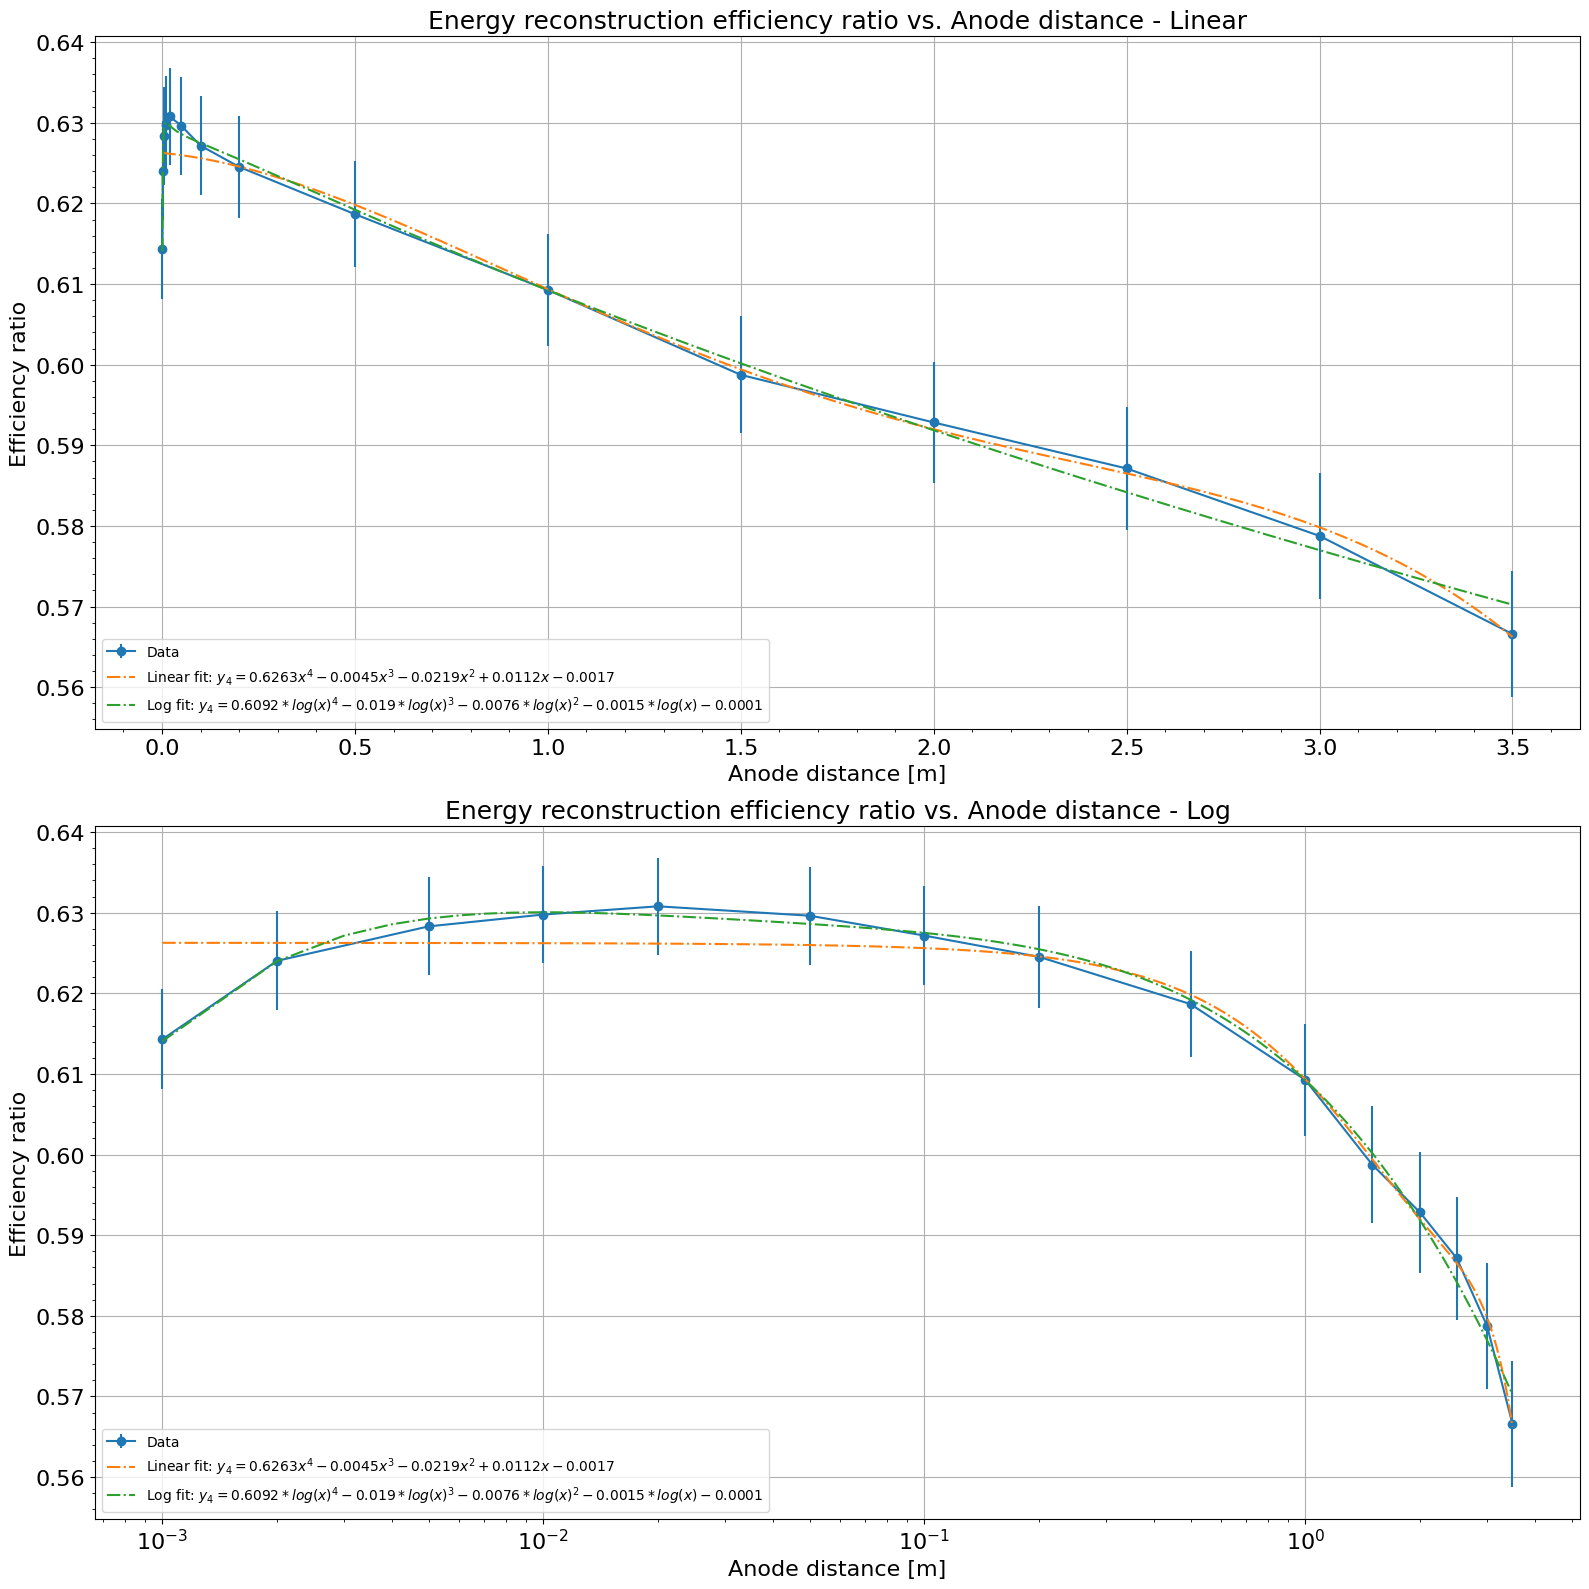 Energy reconstruction efficiency ratio vs. Anode distance - Linear
0.64
0.63
0.62
0.61
0.60
0.59
0.58
0.57
0.56
Efficiency ratio
Data
Linear fit: $y_4 = 0.6263x^4 - 0.0045x^3 - 0.0219x^2 + 0.0112x - 0.0017$
Log fit: $y_4 = 0.6092 * log(x)^4 - 0.019 * log(x)^3 - 0.0076 * log(x)^2 - 0.0015 * log(x) - 0.0001$
0.0 0.5 1.0 1.5 2.0 2.5 3.0 3.5
Anode distance [m]
Energy reconstruction efficiency ratio vs. Anode distance - Log
0.64
0.63
0.62
0.61
0.60
0.59
0.58
0.57
0.56
Efficiency ratio
Data
Linear fit: $y_4 = 0.6263x^4 - 0.0045x^3 - 0.0219x^2 + 0.0112x - 0.0017$
Log fit: $y_4 = 0.6092 * log(x)^4 - 0.019 * log(x)^3 - 0.0076 * log(x)^2 - 0.0015 * log(x) - 0.0001$
$10^{-3}$ $10^{-2}$ $10^{-1}$ $10^{0}$
Anode distance [m]